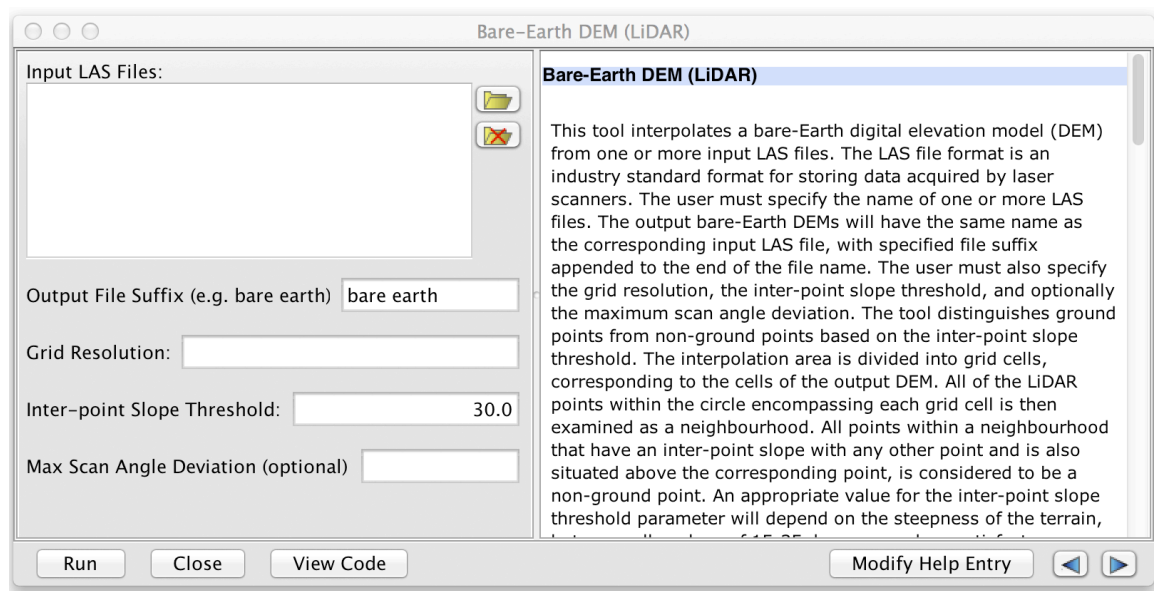 Bare-Earth DEM (LiDAR)
Input LAS Files:
Output File Suffix (e.g. bare earth)
bare earth
Grid Resolution:
Inter-point Slope Threshold:
30.0
Max Scan Angle Deviation (optional)
Bare-Earth DEM (LiDAR)
This tool interpolates a bare-Earth digital elevation model (DEM)
from one or more input LAS files. The LAS file format is an
industry standard format for storing data acquired by laser
scanners. The user must specify the name of one or more LAS
files. The output bare-Earth DEMs will have the same name as
the corresponding input LAS file, with specified file suffix
appended to the end of the file name. The user must also specify
the grid resolution, the inter-point slope threshold, and optionally
the maximum scan angle deviation. The tool distinguishes ground
points from non-ground points based on the inter-point slope
threshold. The interpolation area is divided into grid cells,
corresponding to the cells of the output DEM. All of the LiDAR
points within the circle encompassing each grid cell is then
examined as a neighbourhood. All points within a neighbourhood
that have an inter-point slope with any other point and is also
situated above the corresponding point, is considered to be a
non-ground point. An appropriate value for the inter-point slope
threshold parameter will depend on the steepness of the terrain,
Run
Close
View Code
Modify Help Entry